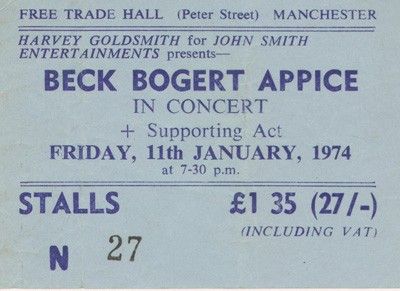 FREE TRADE HALL (Peter Street) MANCHESTER
HARVEY GOLDSMITH for JOHN SMITH
ENTERTAINMENTS presents—
BECK BOGERT APPICE
IN CONCERT
+ Supporting Act
FRIDAY, 11th JANUARY, 1974
at 7-30 p.m.
STALLS £1 35 (27/-)
(INCLUDING VAT)
N 27